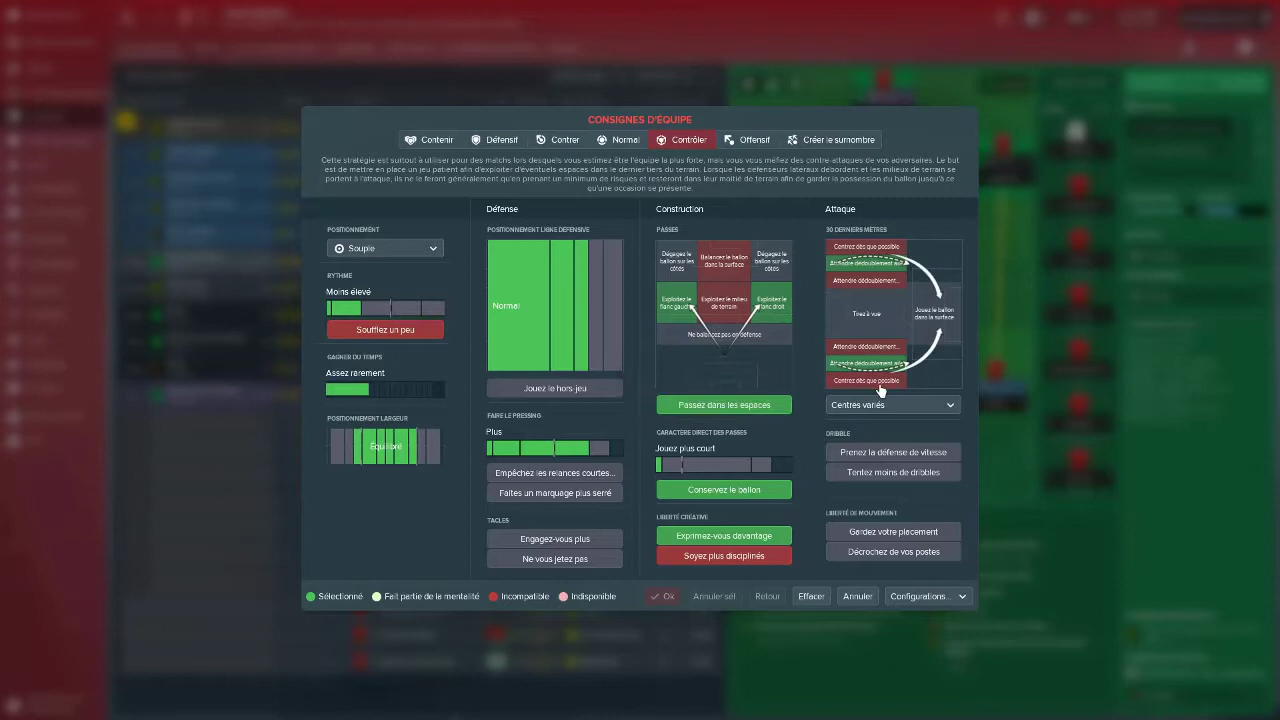 CONSIGNES D'ÉQUIPE
Contenir
Défensif
Contrer
Normal
Contrôler
Offensif
Créer le surnombre
Cette stratégie est surtout à utiliser pour des matchs lors desquels vous estimez être l'équipe la plus forte, mais vous vous méfiez des contre-attaques de vos adversaires. Le but
est de mettre en place un jeu patient afin d'exploiter d'éventuels espaces dans le dernier tiers du terrain. Lorsque les défenseurs latéraux débordent et les milieux de terrain se
portent à l'attaque, ils ne le feront généralement qu'en prenant un minimum de risques et resteront dans leur moitié de terrain afin de garder la possession du ballon jusqu'à ce
qu'une occasion se présente.
POSITIONNEMENT
Souple
RYTHME
Moins élevé
Soufflez un peu
GAGNER DU TEMPS
Assez rarement
POSITIONNEMENT LARGEUR
Équilibré
Défense
POSITIONNEMENT LIGNE DÉFENSIVE
Normal
Jouez le hors-jeu
FAIRE LE PRESSING
Plus
Empêchez les relances courtes...
Faites un marquage plus serré
TACLES
Engagez-vous plus
Ne vous jetez pas
Construction
PASSES
Dégagez le
ballon sur les
côtés
Balancez le ballon
dans la surface
Dégagez le
ballon sur les
côtés
Exploitez le
flanc gauche
Exploitez le milieu
de terrain
Exploitez le
flanc droit
Ne balancez pas en défense
Passez dans les espaces
CARACTÈRE DIRECT DES PASSES
Jouez plus court
Conservez le ballon
LIBERTÉ CRÉATIVE
Exprimez-vous davantage
Soyez plus disciplinés
Attaque
30 DERNIERS MÈTRES
Centrez dès que possible
Attendre dédoublement aile
Attendre dédoublement...
Tirez à vue
Jouez le ballon
dans la surface
Attendre dédoublement...
Attendre dédoublement aile
Centrez dès que possible
Centres variés
DRIBBLE
Prenez la défense de vitesse
Tentez moins de dribbles
LIBERTÉ DE MOUVEMENT
Gardez votre placement
Décrochez de vos postes
Sélectionné
Fait partie de la mentalité
Incompatible
Indisponible
Ok
Annuler sél
Retour
Effacer
Annuler
Configurations...